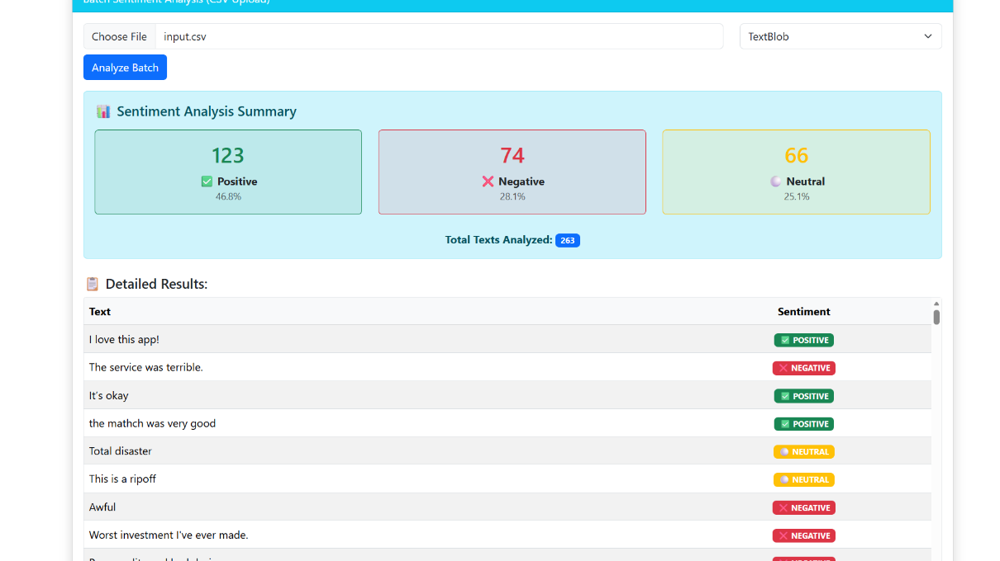 Batch Sentiment Analysis (CSV Upload)
Choose File input.csv TextBlob
Analyze Batch
Sentiment Analysis Summary
123 74 66
Positive Negative Neutral
46.8% 28.1% 25.1%
Total Texts Analyzed: 263
Detailed Results:
Text Sentiment
I love this app! POSITIVE
The service was terrible. NEGATIVE
It's okay POSITIVE
the mathch was very good POSITIVE
Total disaster NEUTRAL
This is a ripoff NEUTRAL
Awful NEGATIVE
Worst investment I've ever made. NEGATIVE